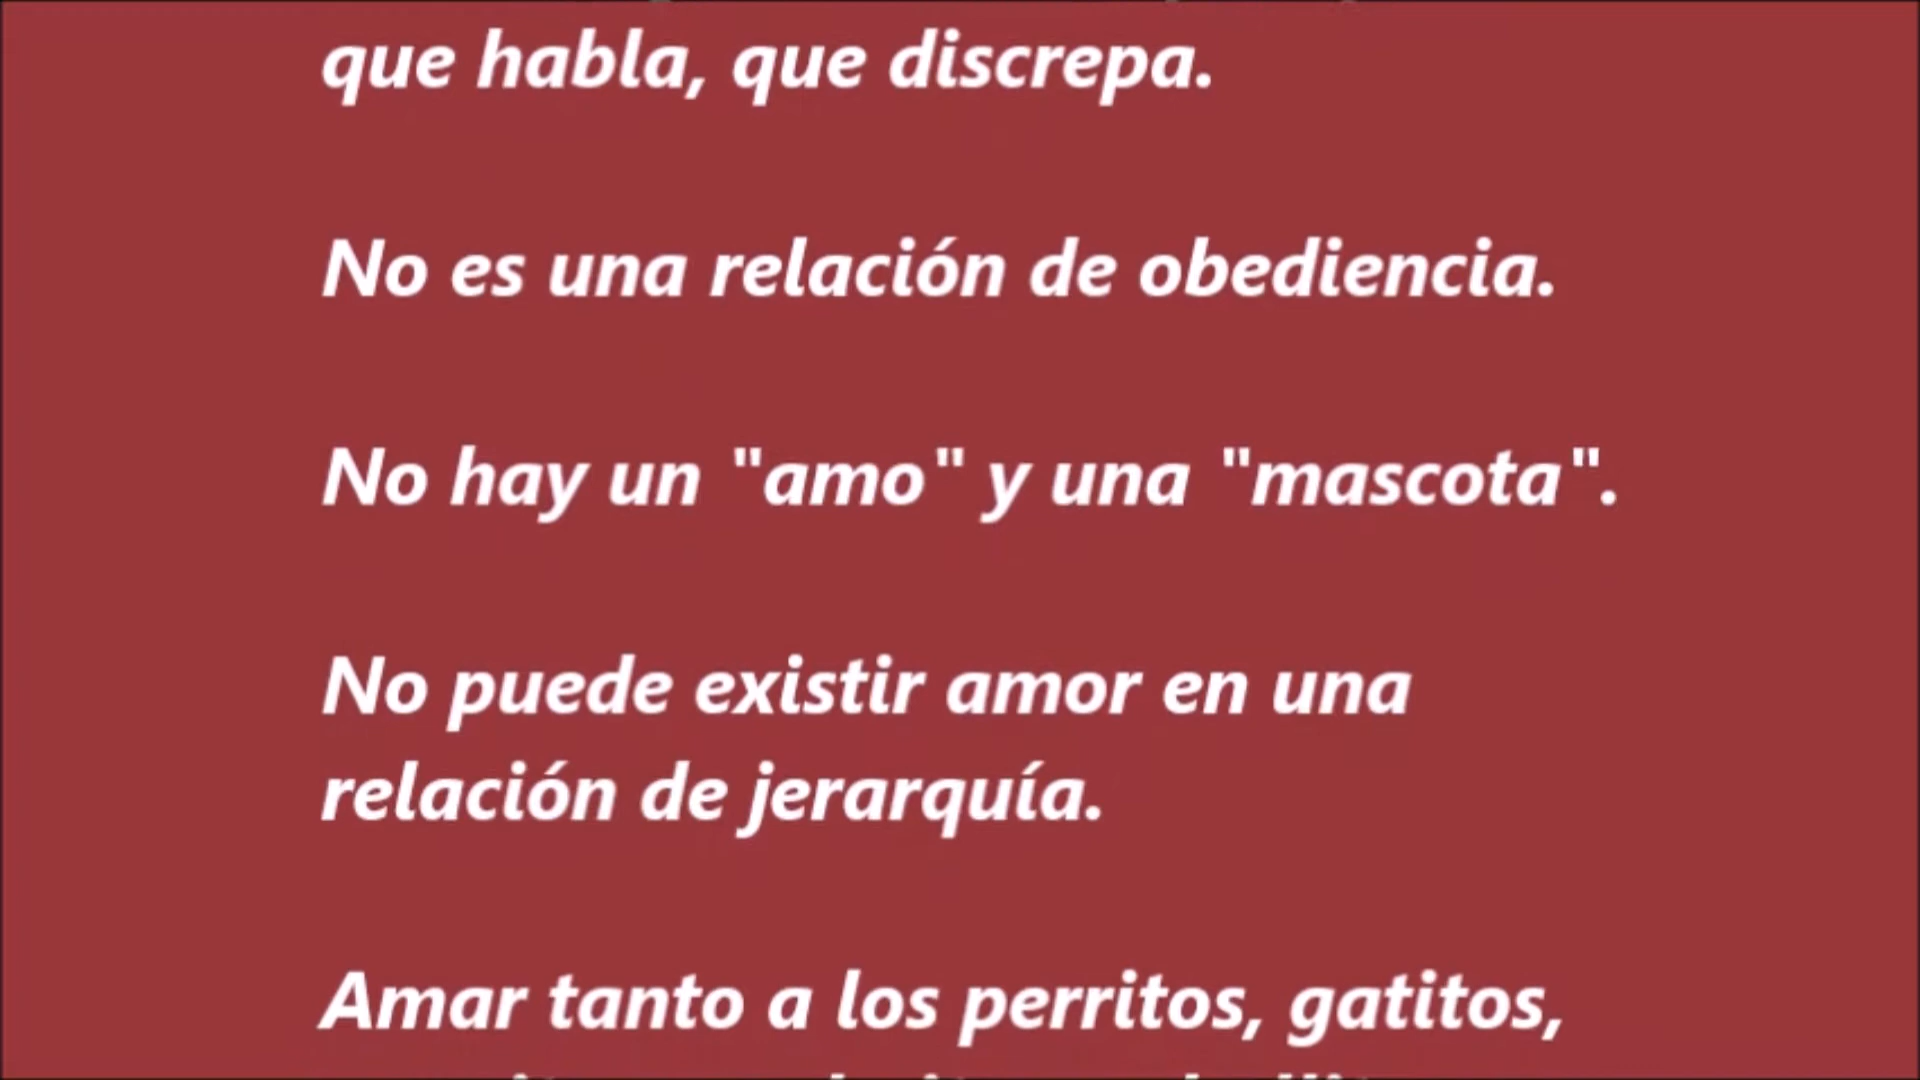 que habla, que discrepa.
No es una relación de obediencia.
No hay un "amo" y una "mascota".
No puede existir amor en una
relación de jerarquía.
Amar tanto a los perritos, gatitos,